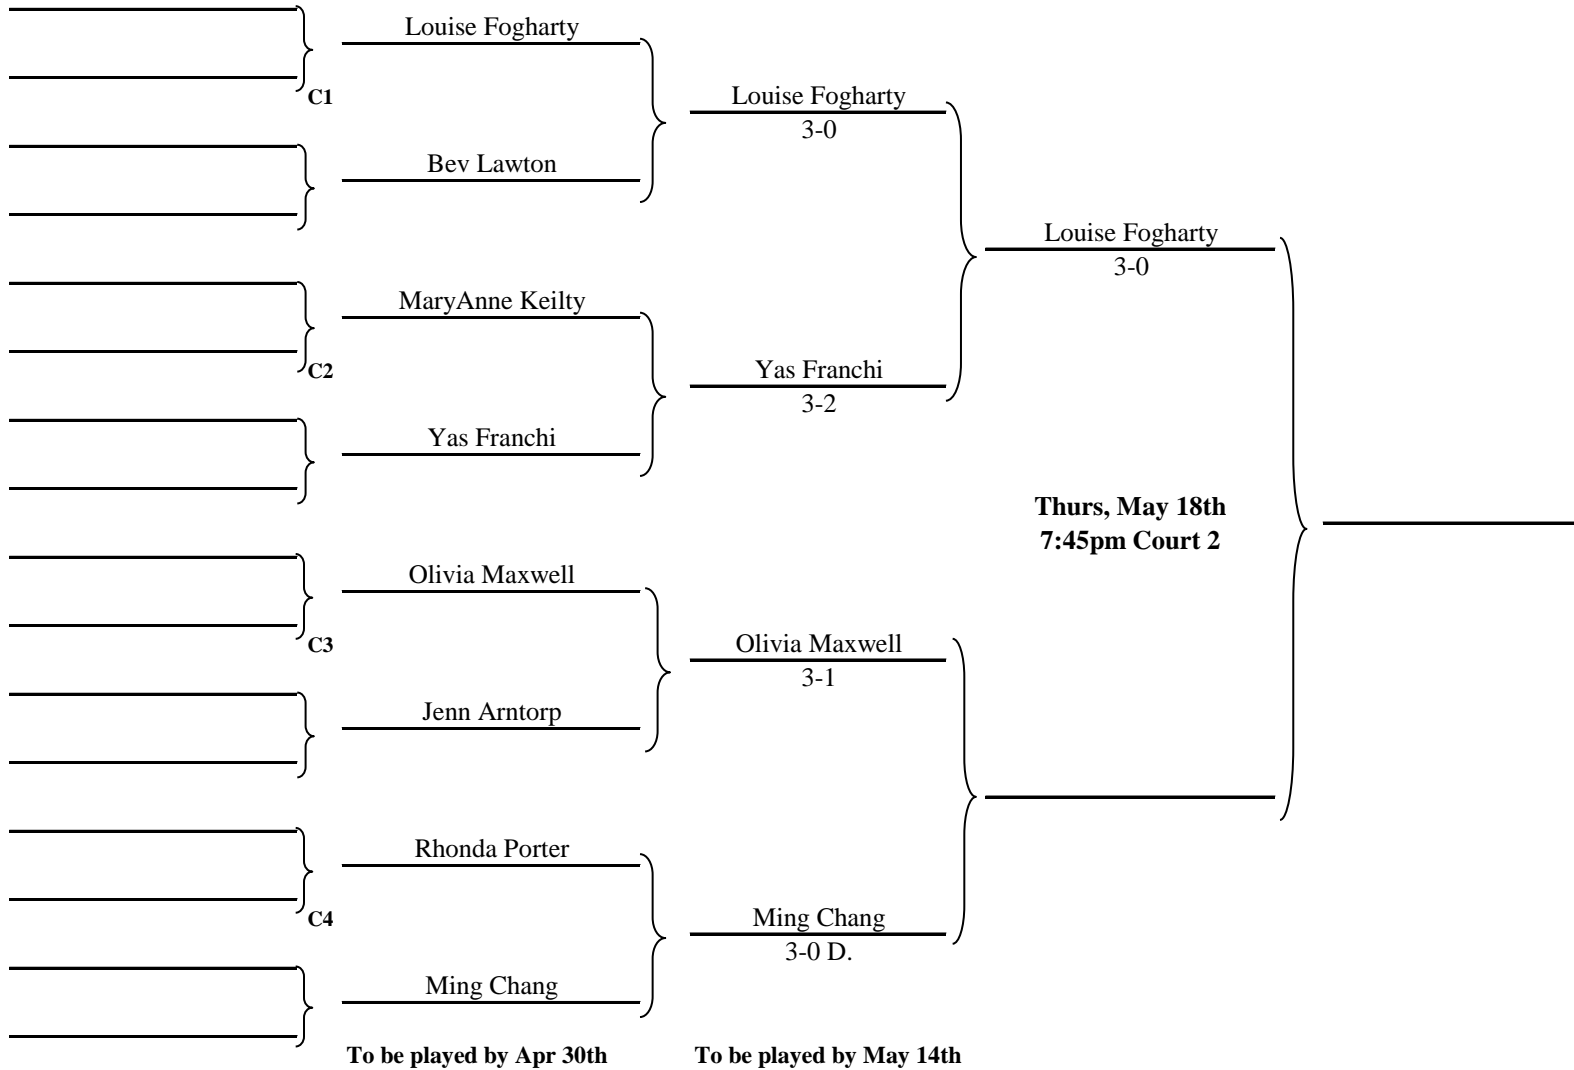 Louise Fogharty
C1
Bev Lawton
MaryAnne Keilty
C2
Yas Franchi
Olivia Maxwell
C3
Jenn Arntorp
Rhonda Porter
C4
Ming Chang
To be played by Apr 30th
Louise Fogharty
3-0
Yas Franchi
3-2
Olivia Maxwell
3-1
Ming Chang
3-0 D.
To be played by May 14th
Louise Fogharty
3-0
Thurs, May 18th
7:45pm Court 2